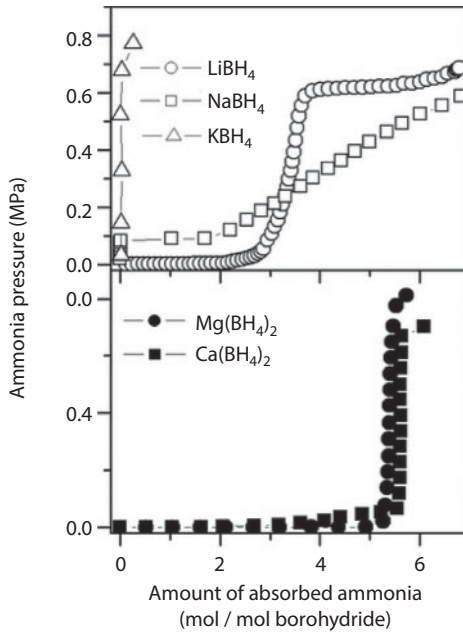 0.8
0.6
0.4
0.2
0.0
LiBH4
NaBH4
KBH4
Ammonia pressure (MPa)
0.0
0.4
0.0
Mg(BH4)2
Ca(BH4)2
0 2 4 6
Amount of absorbed ammonia
(mol / mol borohydride)